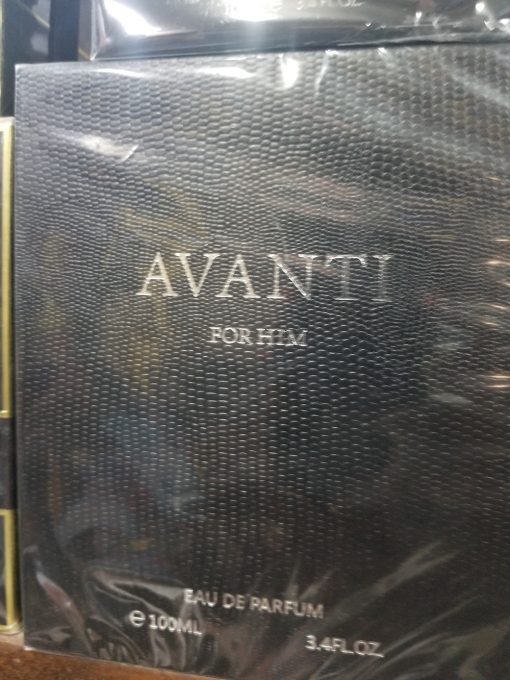 AVANTI
FOR HIM
EAU DE PARFUM
℮ 100ML
3.4FL.OZ.